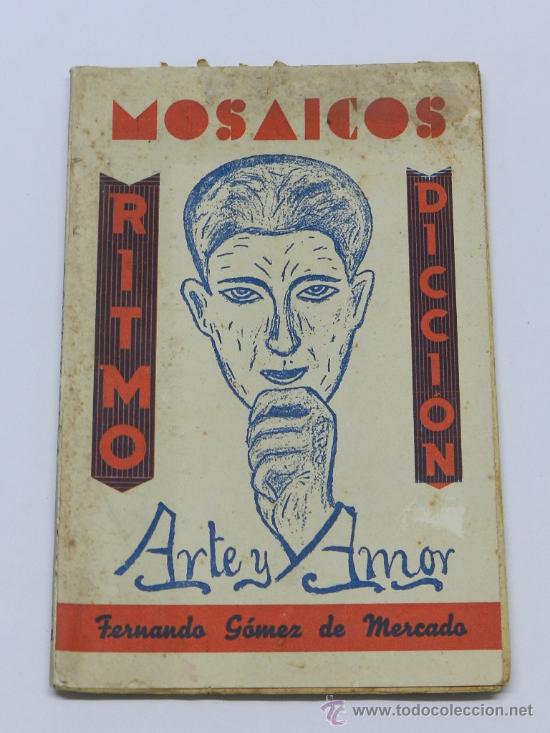 MOSAICOS
RITMO
DICCIÓN
Arte y Amor
Fernando Gómez de Mercado
www.todocoleccion.net